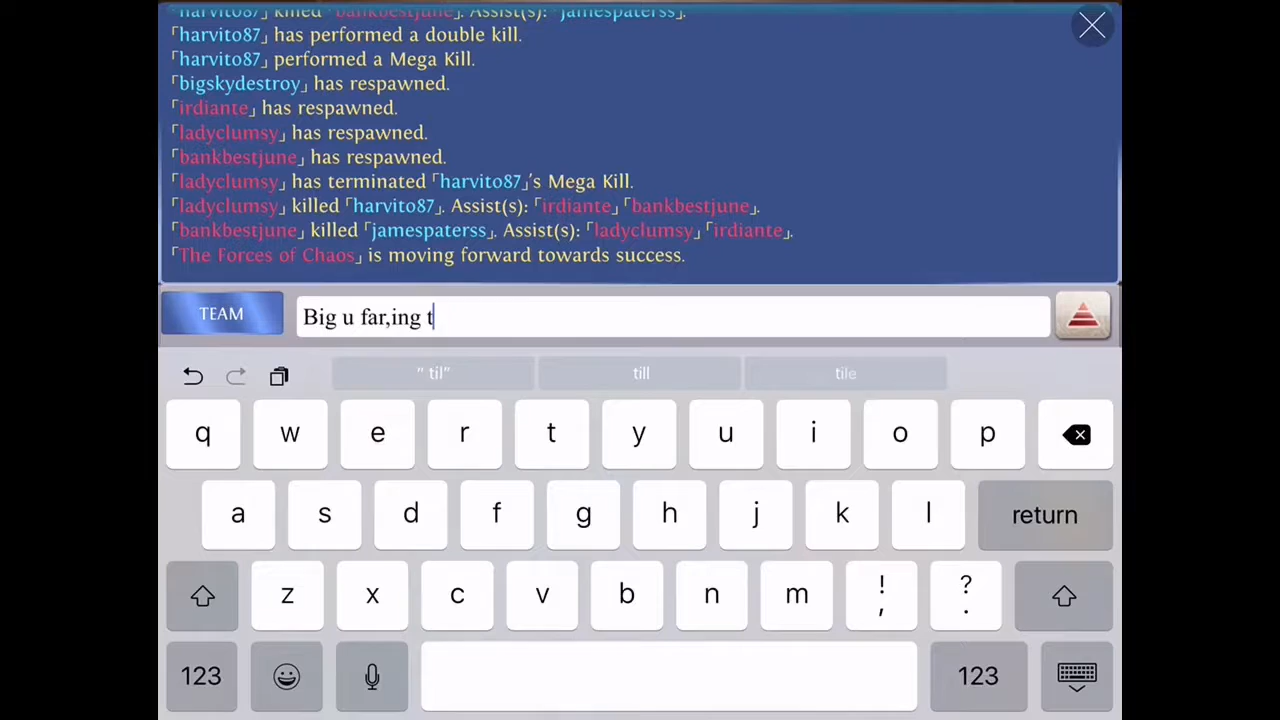 「harvito87」 killed 「bankbestjune」. Assist(s): 「jamespaterss」.
「harvito87」 has performed a double kill.
「harvito87」 performed a Mega Kill.
「bigskydestroy」 has respawned.
「irdiante」 has respawned.
「ladyclumsy」 has respawned.
「bankbestjune」 has respawned.
「ladyclumsy」 has terminated 「harvito87」's Mega Kill.
「ladyclumsy」 killed 「harvito87」. Assist(s): 「irdiante」「bankbestjune」.
「bankbestjune」 killed 「jamespaterss」. Assist(s): 「ladyclumsy」「irdiante」.
「The Forces of Chaos」 is moving forward towards success.
TEAM Big u far,ing t
“ til” till tile
q w e r t y u i o p
a s d f g h j k l return
z x c v b n m ! , ? .
123 123